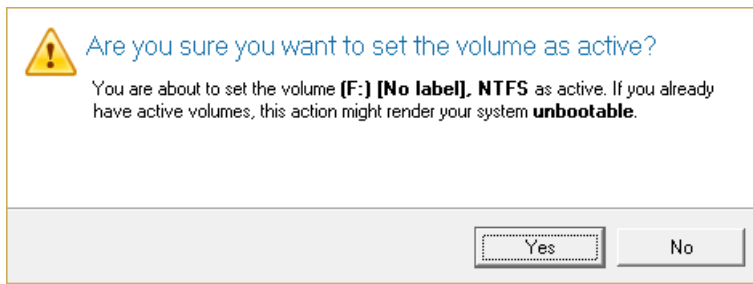 Are you sure you want to set the volume as active?
You are about to set the volume (F:) [No label], NTFS as active. If you already
have active volumes, this action might render your system unbootable.
Yes
No